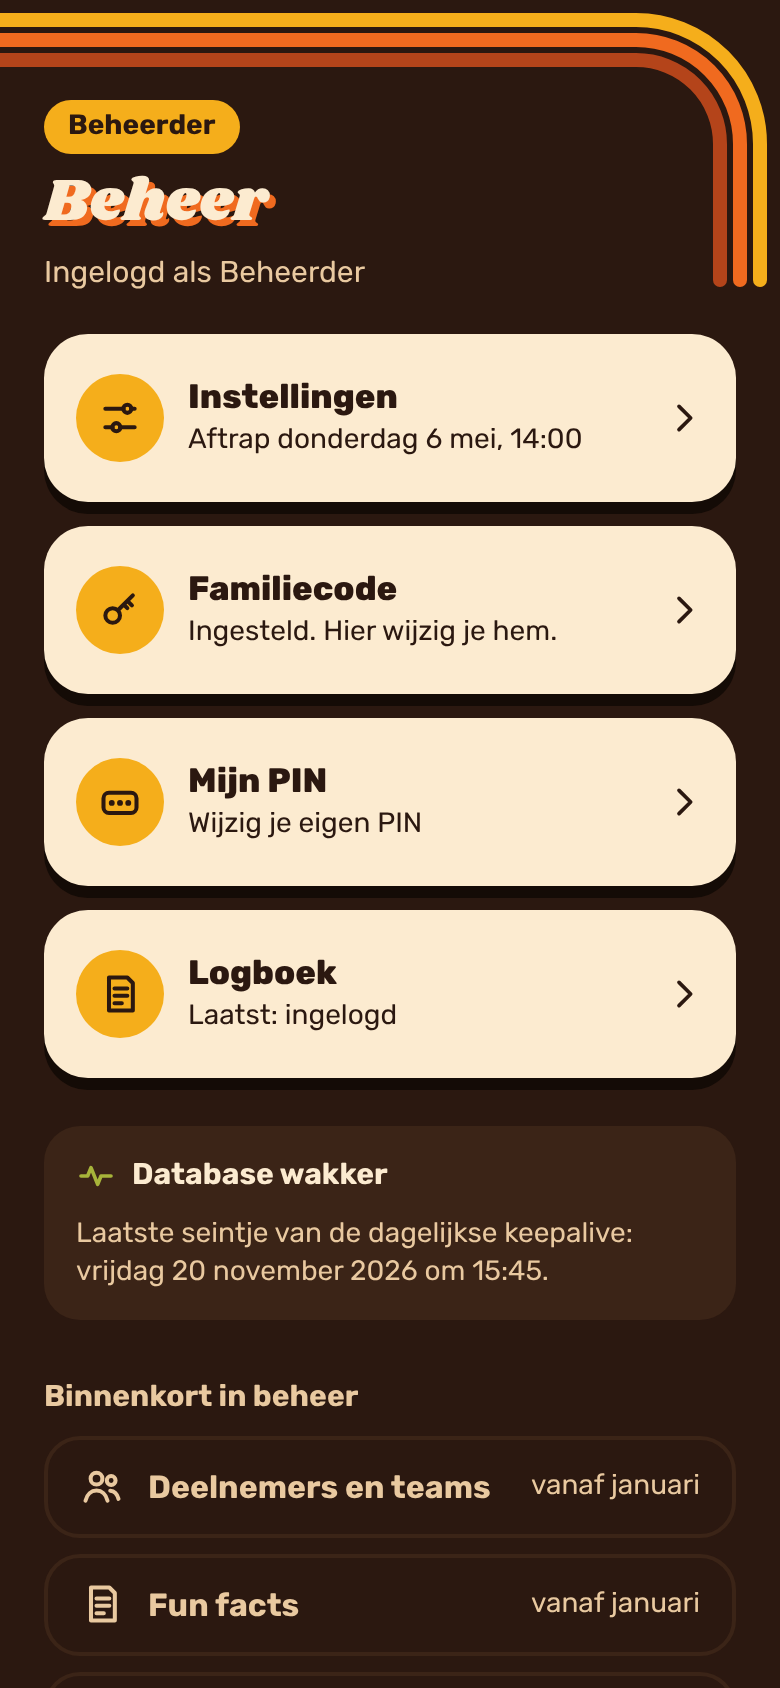 Beheerder
Beheer
Ingelogd als Beheerder
Instellingen
Aftrap donderdag 6 mei, 14:00
Familiecode
Ingesteld. Hier wijzig je hem.
Mijn PIN
Wijzig je eigen PIN
Logboek
Laatst: ingelogd
Database wakker
Laatste seintje van de dagelijkse keepalive:
vrijdag 20 november 2026 om 15:45.
Binnenkort in beheer
Deelnemers en teams vanaf januari
Fun facts vanaf januari